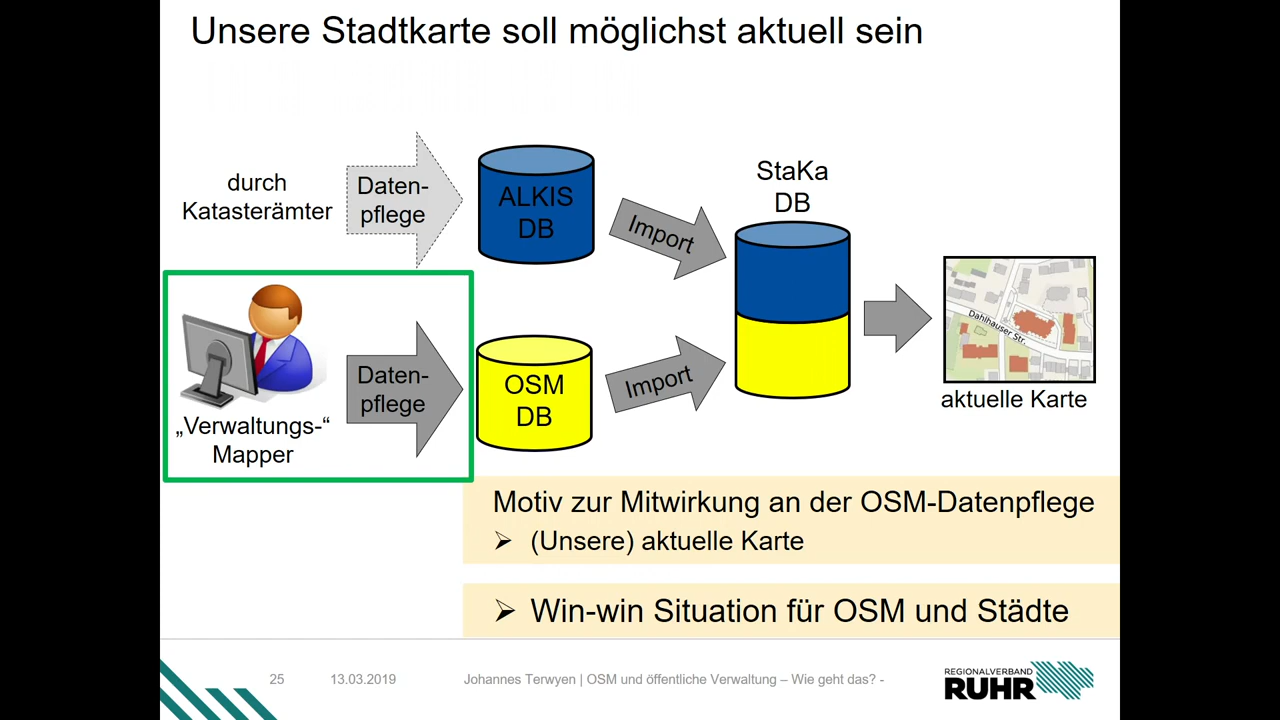 Unsere Stadtkarte soll möglichst aktuell sein
durch
Katasterämter
Daten-
pflege
ALKIS
DB
Import
StaKa
DB
„Verwaltungs-“
Mapper
Daten-
pflege
OSM
DB
Import
Dahlhauser Str.
aktuelle Karte
Motiv zur Mitwirkung an der OSM-Datenpflege
➢ (Unsere) aktuelle Karte
➢ Win-win Situation für OSM und Städte
25
13.03.2019
Johannes Terwyen | OSM und öffentliche Verwaltung – Wie geht das? -
REGIONALVERBAND
RUHR